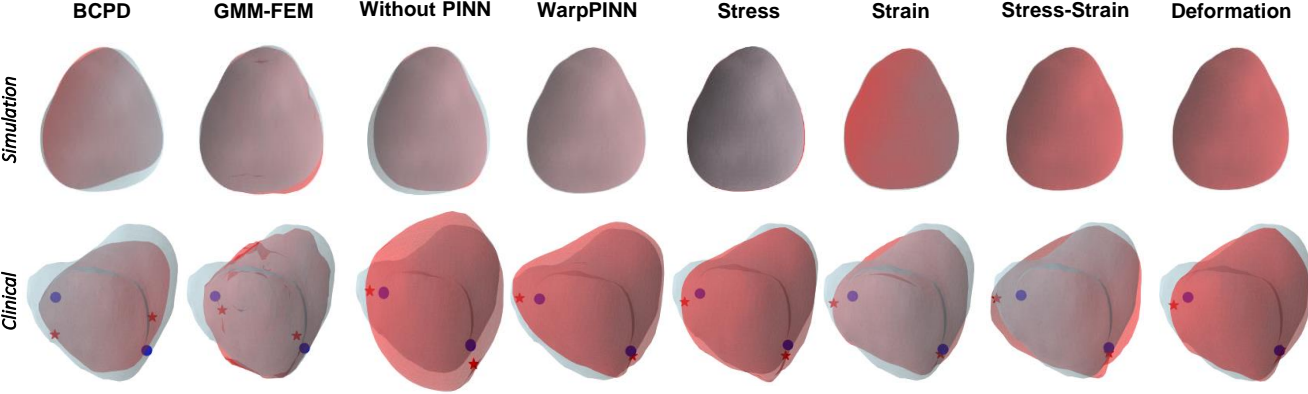 BCPD GMM-FEM Without PINN WarpPINN Stress Strain Stress-Strain Deformation
Simulation
Clinical